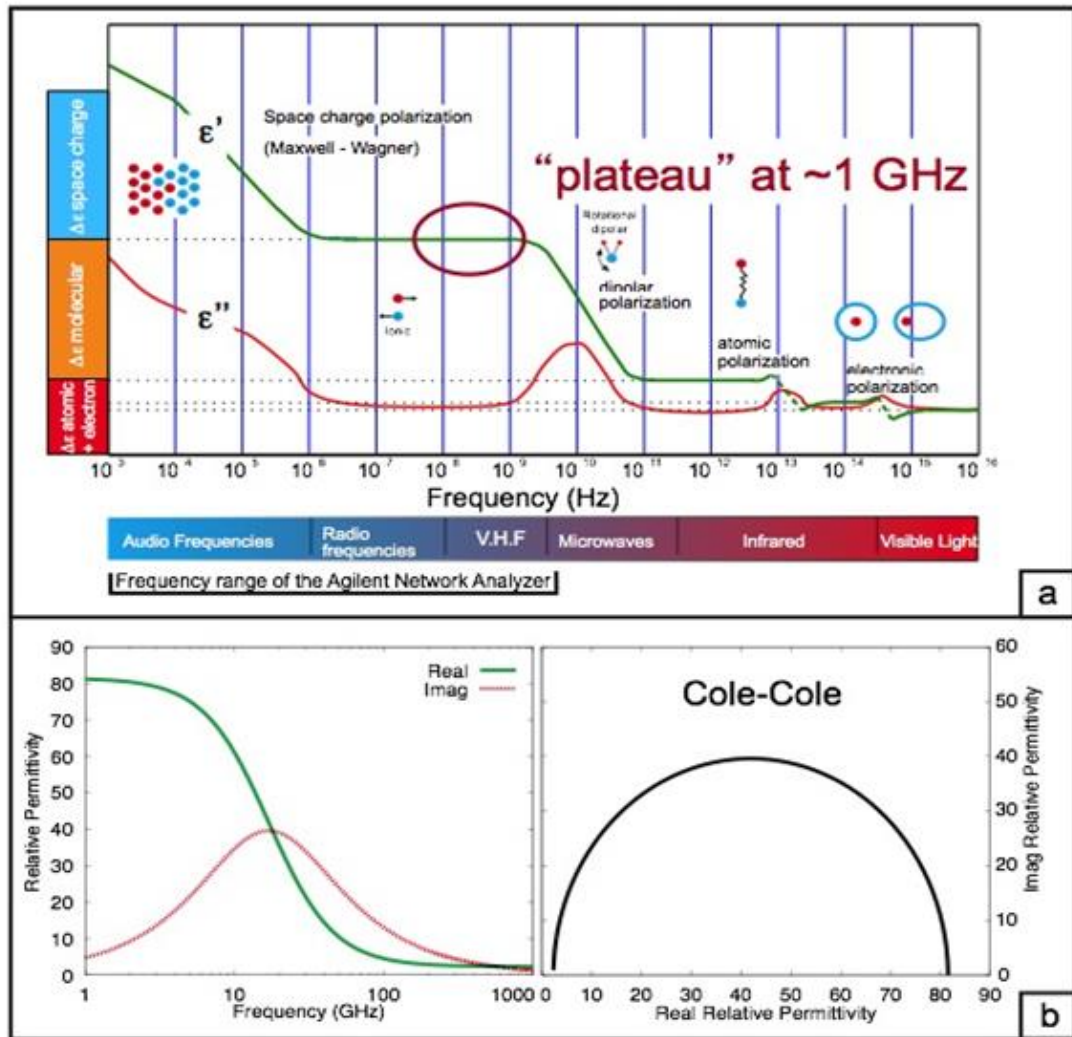 Δε space charge
Δε molecular
Δε atomic
+ electron
ε'
ε''
Space charge polarization
(Maxwell - Wagner)
“plateau” at ~1 GHz
Rotational
dipolar
dipolar
polarization
Ionic
atomic
polarization
electronic
polarization
10³ 10⁴ 10⁵ 10⁶ 10⁷ 10⁸ 10⁹ 10¹⁰ 10¹¹ 10¹² 10¹³ 10¹⁴ 10¹⁵ 10¹⁶
Frequency (Hz)
Audio Frequencies
Radio
frequencies
V.H.F
Microwaves
Infrared
Visible Light
Frequency range of the Agilent Network Analyzer
a
90
80
70
60
50
40
30
20
10
0
Relative Permittivity
Real
Imag
1 10 100 1000
Frequency (GHz)
Cole-Cole
60
50
40
30
20
10
0
Imag Relative Permittivity
0 10 20 30 40 50 60 70 80 90
Real Relative Permittivity
b